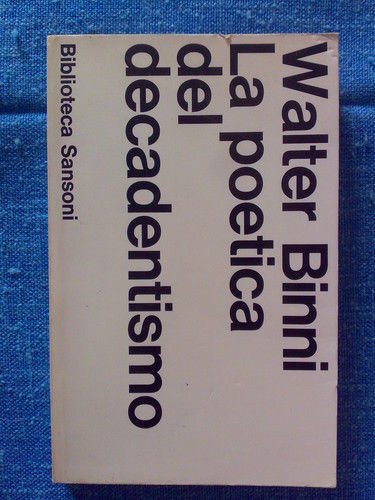 Walter Binni
La poetica
del
decadentismo
Biblioteca Sansoni